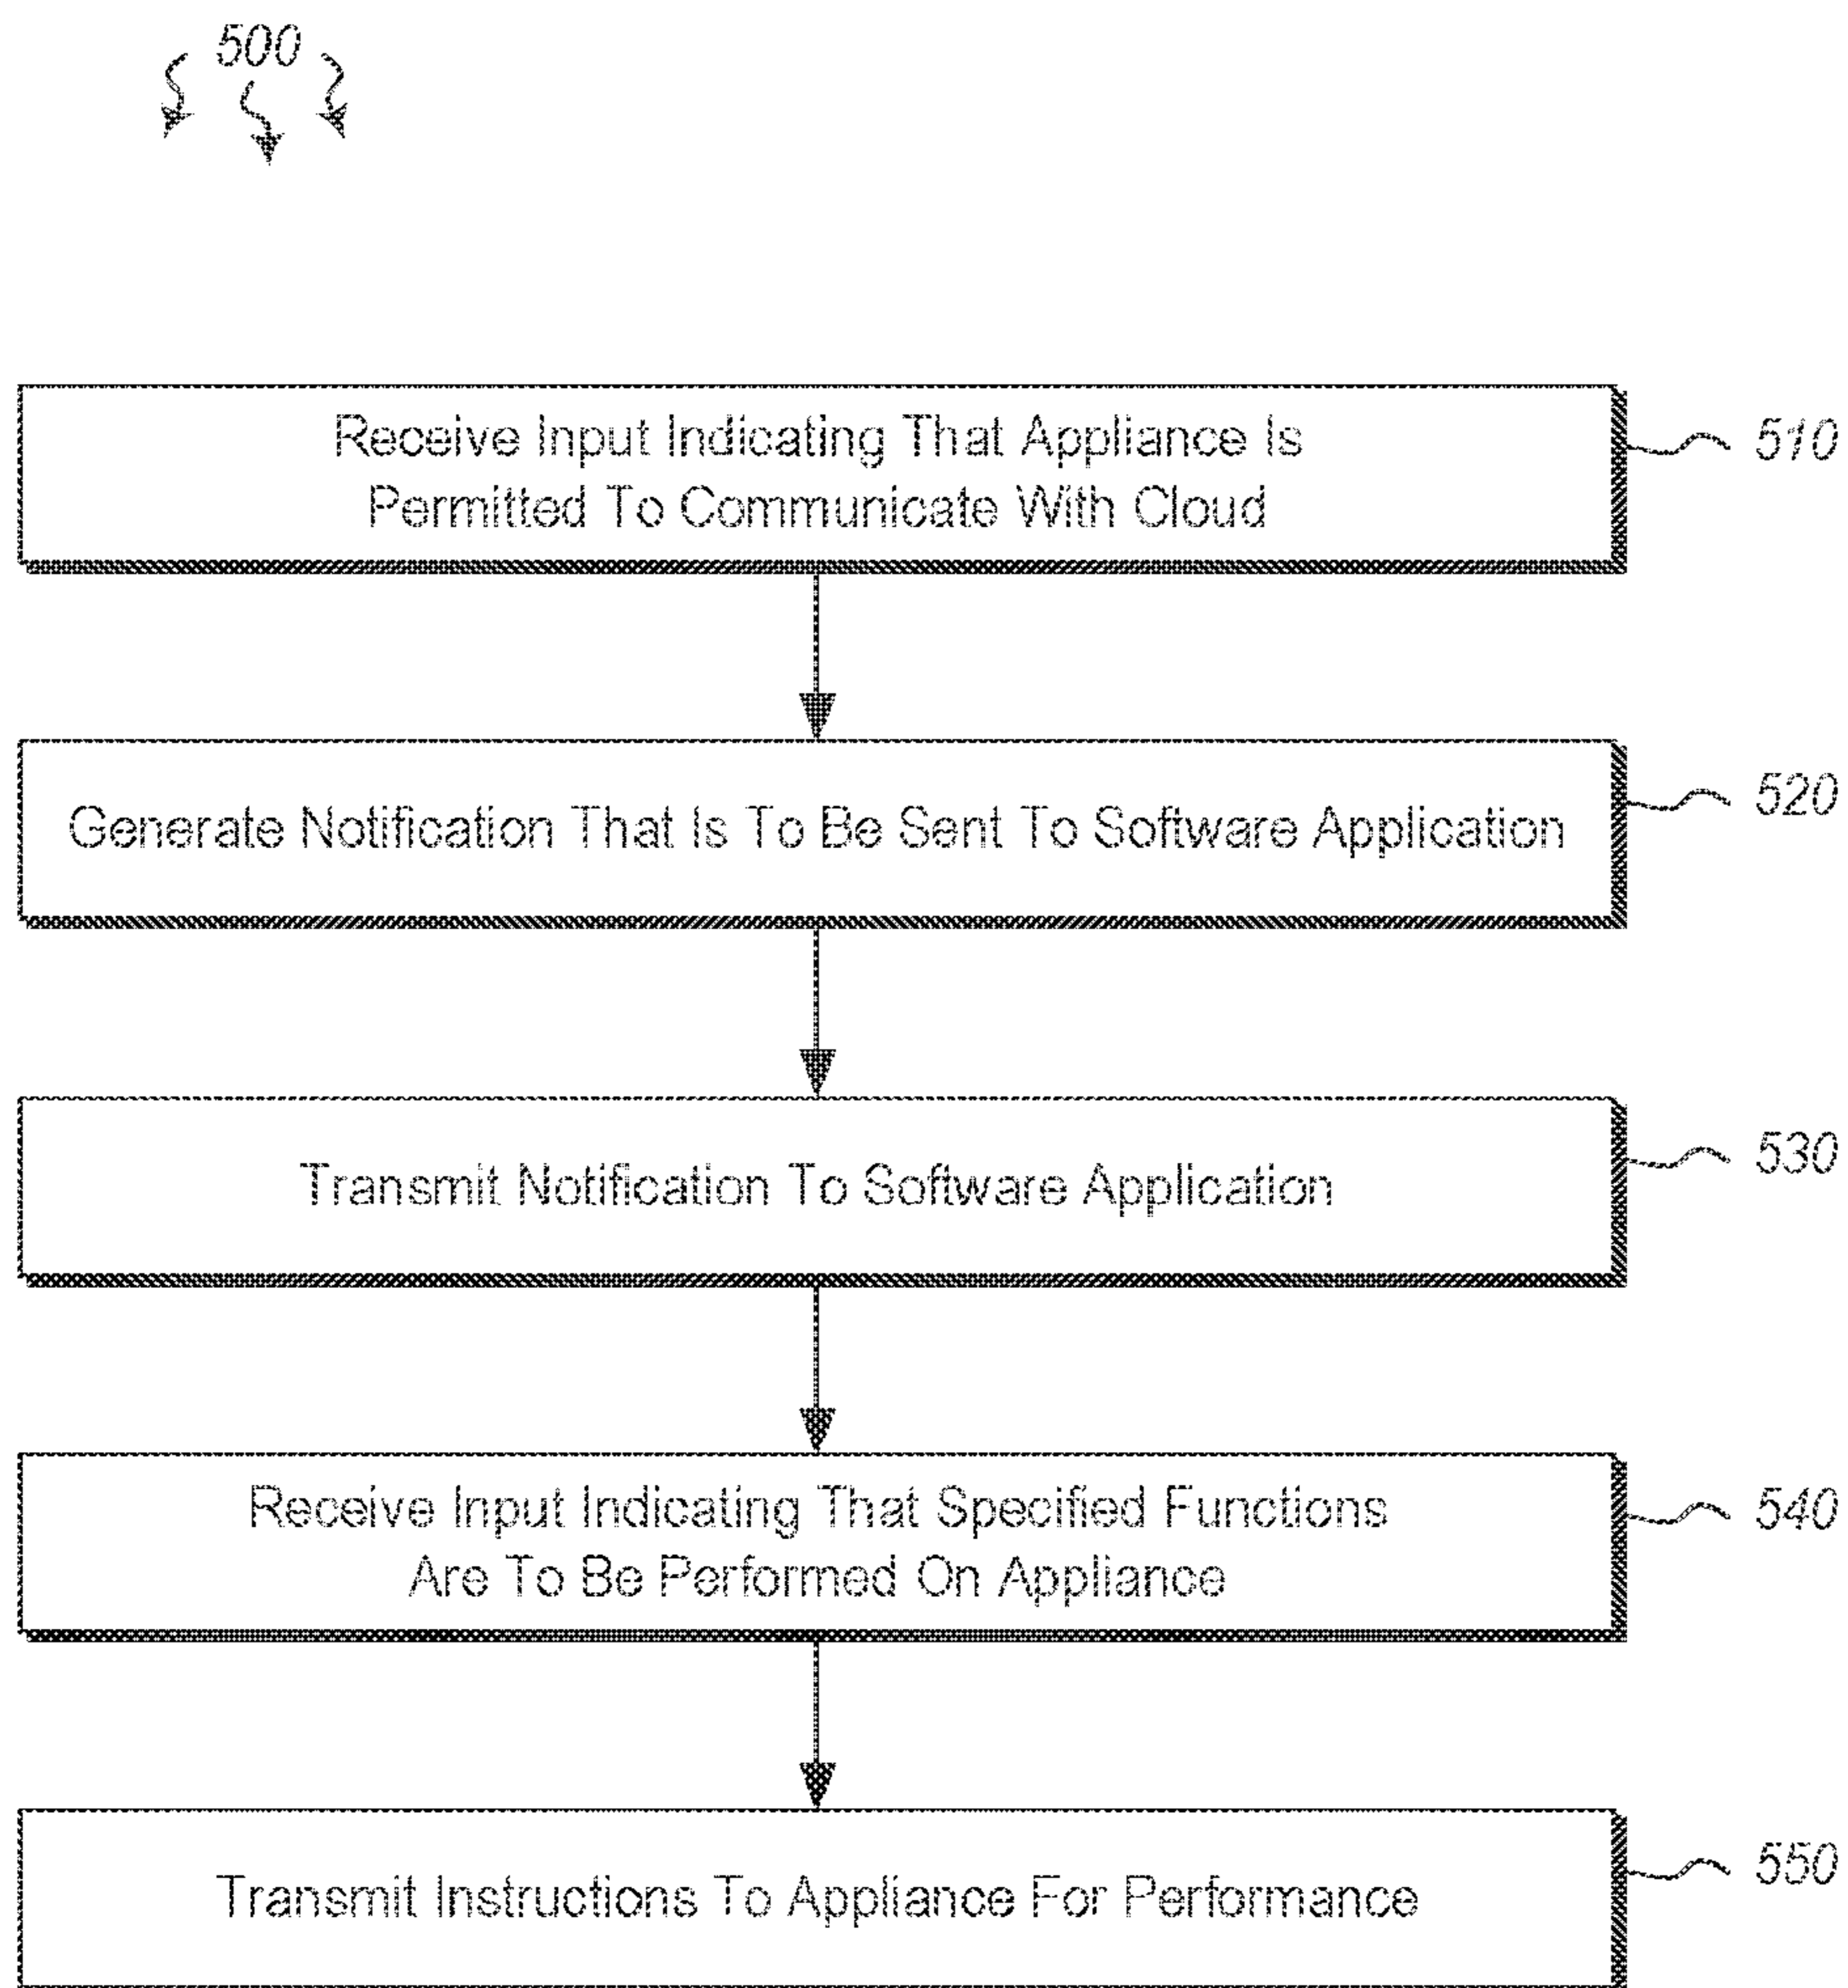 500
Receive Input Indicating That Appliance Is
Permitted To Communicate With Cloud
510
Generate Notification That Is To Be Sent To Software Application
520
Transmit Notification To Software Application
530
Receive Input Indicating That Specified Functions
Are To Be Performed On Appliance
540
Transmit Instructions To Appliance For Performance
550